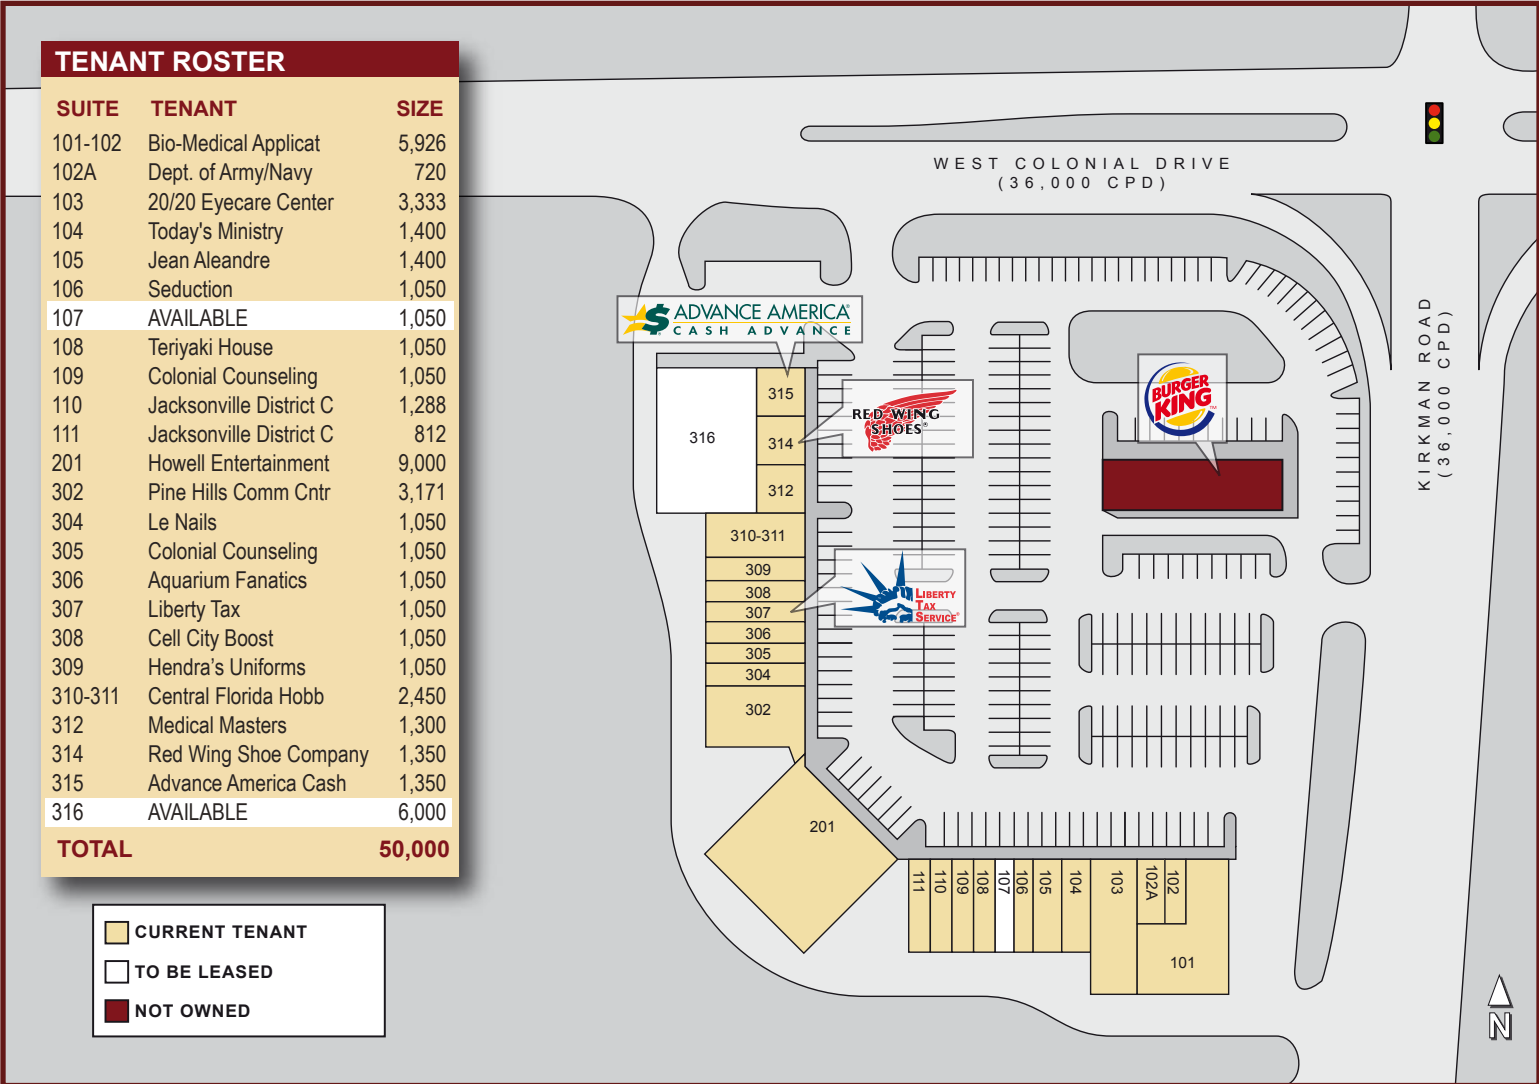 TENANT ROSTER
SUITE TENANT SIZE
101-102 Bio-Medical Applicat 5,926
102A Dept. of Army/Navy 720
103 20/20 Eyecare Center 3,333
104 Today's Ministry 1,400
105 Jean Aleandre 1,400
106 Seduction 1,050
107 AVAILABLE 1,050
108 Teriyaki House 1,050
109 Colonial Counseling 1,050
110 Jacksonville District C 1,288
111 Jacksonville District C 812
201 Howell Entertainment 9,000
302 Pine Hills Comm Cntr 3,171
304 Le Nails 1,050
305 Colonial Counseling 1,050
306 Aquarium Fanatics 1,050
307 Liberty Tax 1,050
308 Cell City Boost 1,050
309 Hendra’s Uniforms 1,050
310-311 Central Florida Hobb 2,450
312 Medical Masters 1,300
314 Red Wing Shoe Company 1,350
315 Advance America Cash 1,350
316 AVAILABLE 6,000
TOTAL 50,000
CURRENT TENANT
TO BE LEASED
NOT OWNED
WEST COLONIAL DRIVE
(36,000 CPD)
KIRKMAN ROAD
(36,000 CPD)
$ ADVANCE AMERICA®
CASH ADVANCE
RED WING
SHOES®
BURGER
KING™
LIBERTY
TAX
SERVICE®
316
315
314
312
310-311
309
308
307
306
305
304
302
201
111
110
109
108
107
106
105
104
103
102A
102
101
N